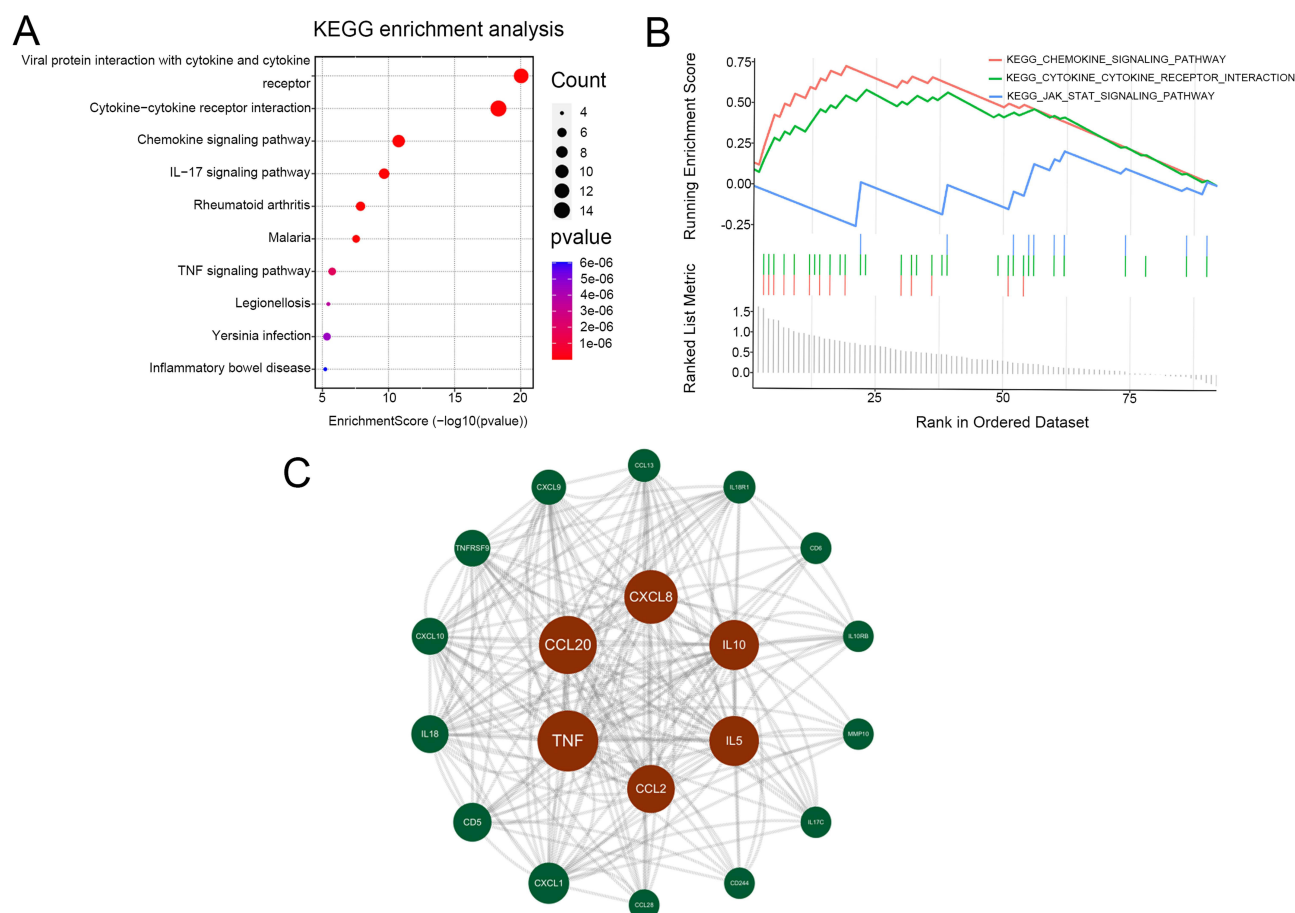 A
KEGG enrichment analysis
Viral protein interaction with cytokine and cytokine
receptor
Cytokine−cytokine receptor interaction
Chemokine signaling pathway
IL−17 signaling pathway
Rheumatoid arthritis
Malaria
TNF signaling pathway
Legionellosis
Yersinia infection
Inflammatory bowel disease
5
10
15
20
EnrichmentScore (−log10(pvalue))
Count
4
6
8
10
12
14
pvalue
6e-06
5e-06
4e-06
3e-06
2e-06
1e-06
B
KEGG_CHEMOKINE_SIGNALING_PATHWAY
KEGG_CYTOKINE_CYTOKINE_RECEPTOR_INTERACTION
KEGG_JAK_STAT_SIGNALING_PATHWAY
Running Enrichment Score
0.75
0.50
0.25
0.00
-0.25
Ranked List Metric
1.5
1.0
0.5
0.0
25
50
75
Rank in Ordered Dataset
C
CCL13
CXCL9
IL18R1
TNFRSF9
CD6
CXCL8
CCL20
IL10
CXCL10
IL10RB
IL18
TNF
IL5
MMP10
CCL2
CD5
IL17C
CXCL1
CD244
CCL28